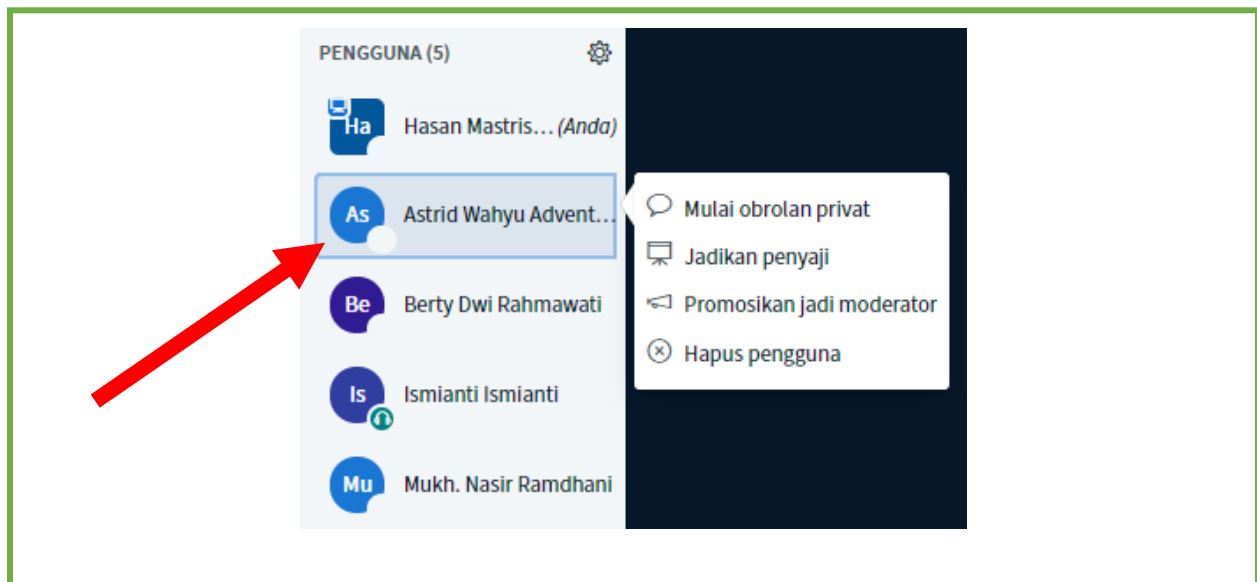 PENGGUNA (5)
Ha Hasan Mastris... (Anda)
As Astrid Wahyu Advent...
Mulai obrolan privat
Jadikan penyaji
Promosikan jadi moderator
Hapus pengguna
Be Berty Dwi Rahmawati
Is Ismianti Ismianti
Mu Mukh. Nasir Ramdhani